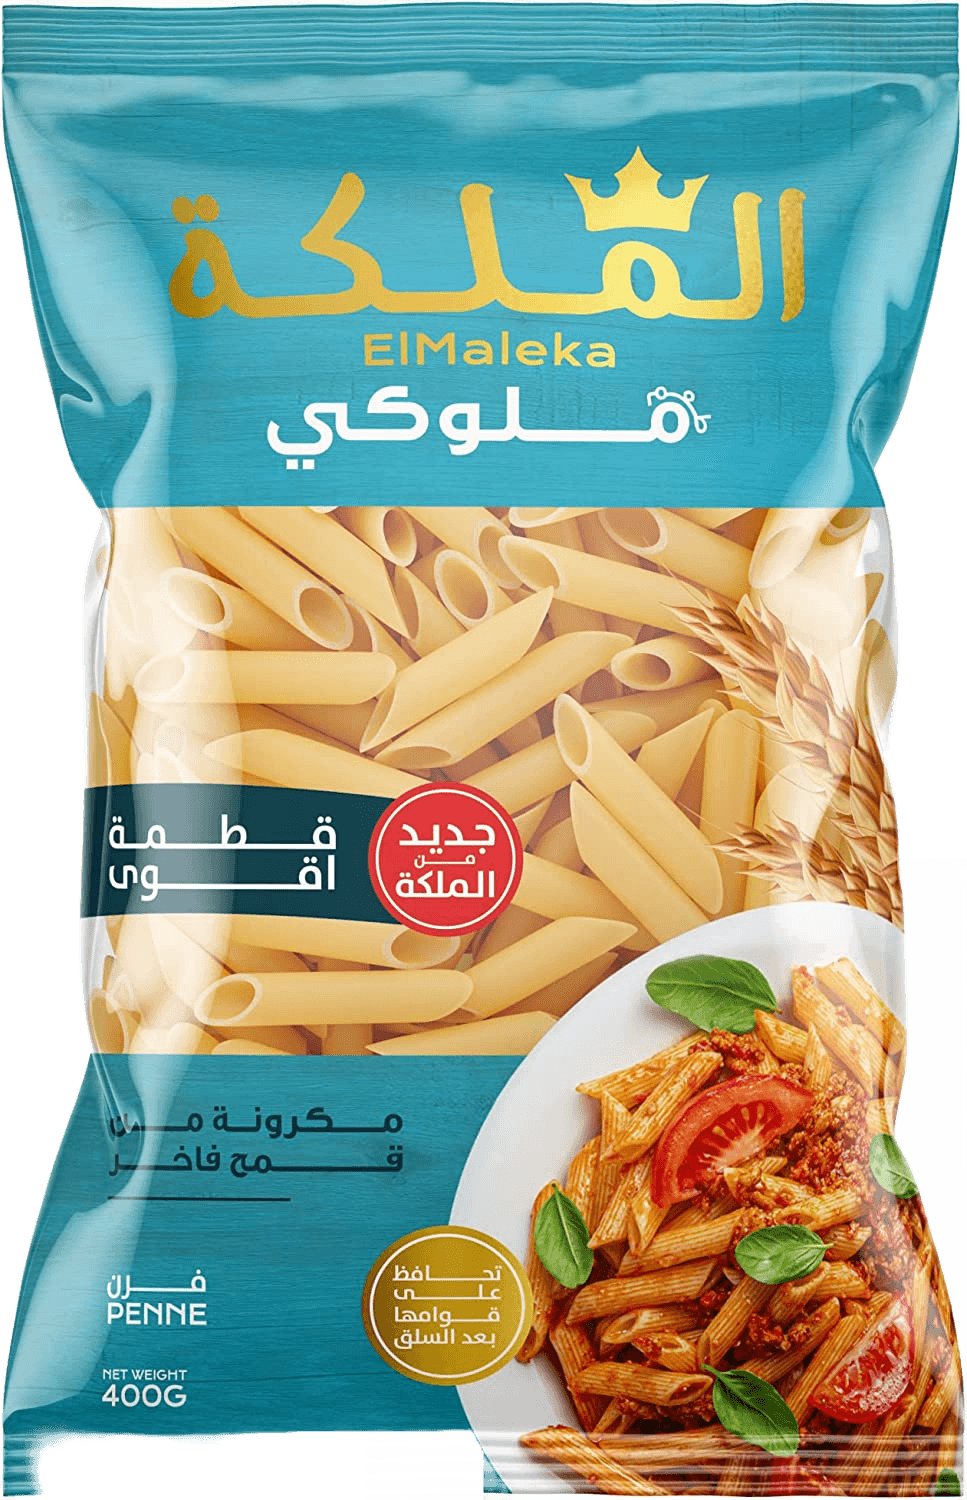 الملكة
ElMaleka
ملوكي
قطمة
اقوى
جديد
من
الملكة
مكرونة من
قمح فاخر
فرن
PENNE
NET WEIGHT
400G
تحافظ
على
قوامها
بعد السلق